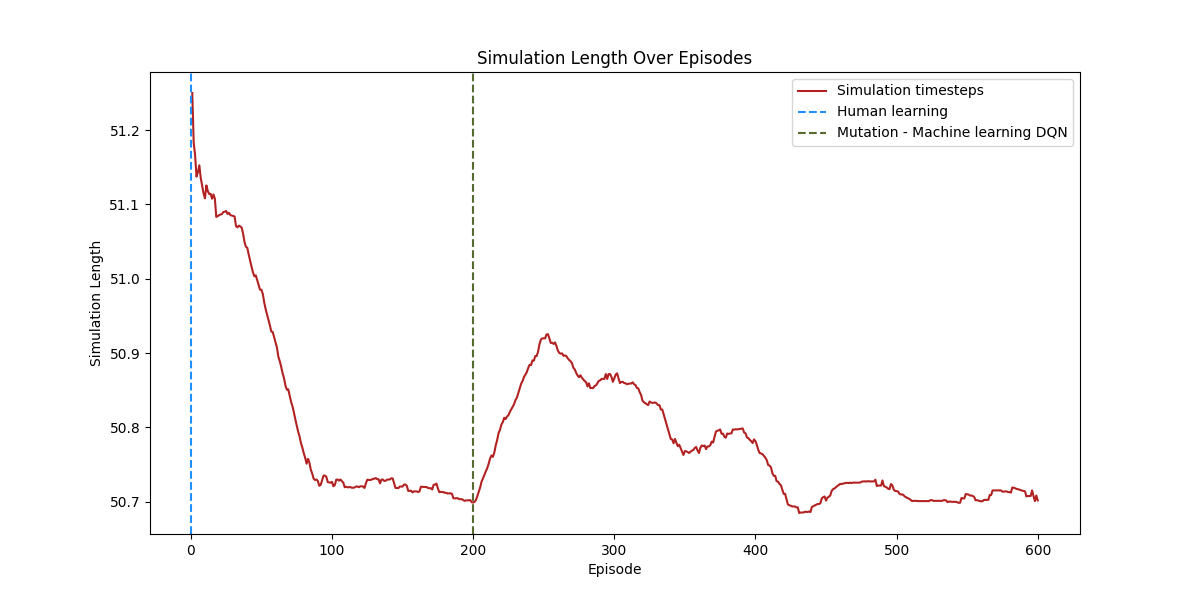 Simulation Length Over Episodes
Simulation timesteps
Human learning
Mutation - Machine learning DQN
Simulation Length
51.2
51.1
51.0
50.9
50.8
50.7
0 100 200 300 400 500 600
Episode